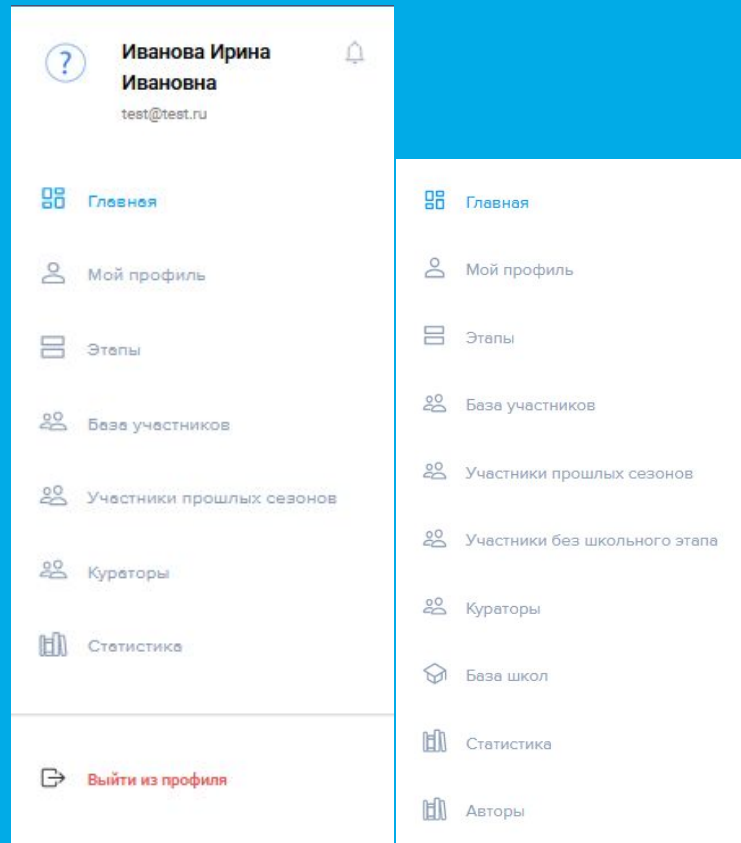 ?
Иванова Ирина
Ивановна
test@test.ru
Главная
Мой профиль
Этапы
База участников
Участники прошлых сезонов
Кураторы
Статистика
Выйти из профиля
Главная
Мой профиль
Этапы
База участников
Участники прошлых сезонов
Участники без школьного этапа
Кураторы
База школ
Статистика
Авторы